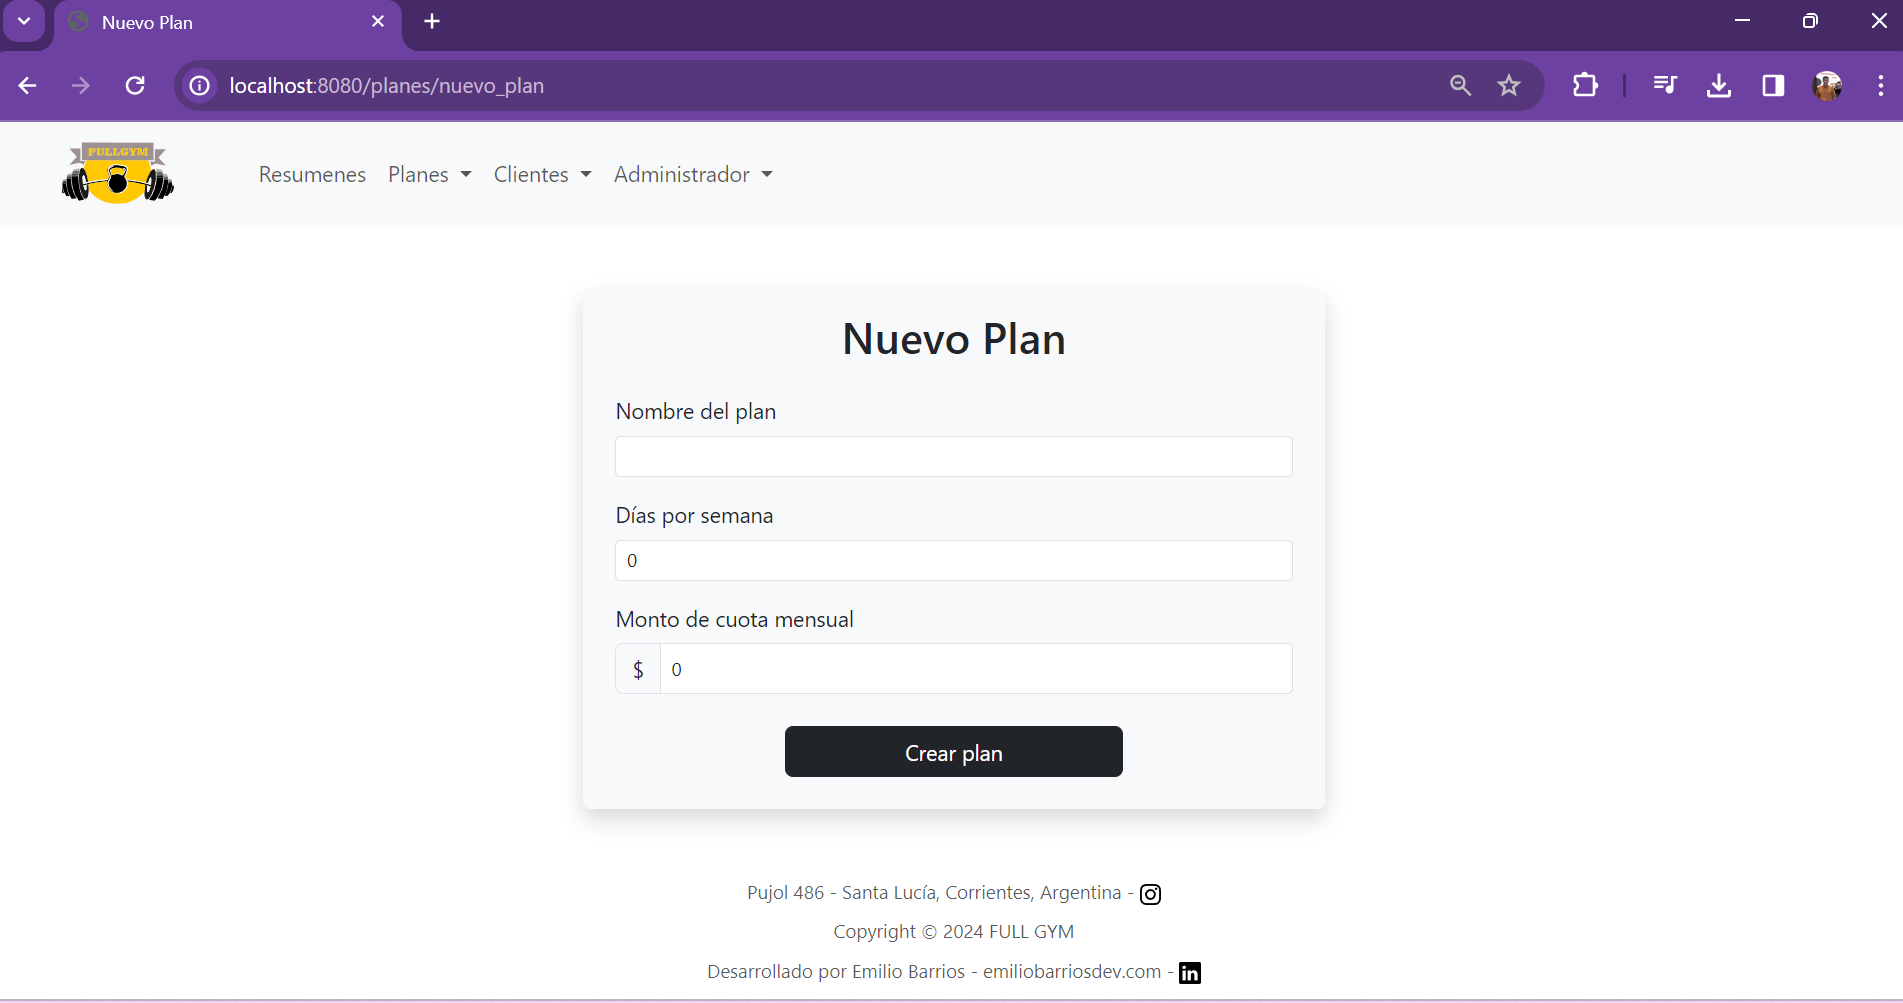 Nuevo Plan
localhost:8080/planes/nuevo_plan
FULLGYM
Resumenes Planes Clientes Administrador
Nuevo Plan
Nombre del plan
Días por semana
0
Monto de cuota mensual
$ 0
Crear plan
Pujol 486 - Santa Lucía, Corrientes, Argentina -
Copyright © 2024 FULL GYM
Desarrollado por Emilio Barrios - emiliobarriosdev.com - in